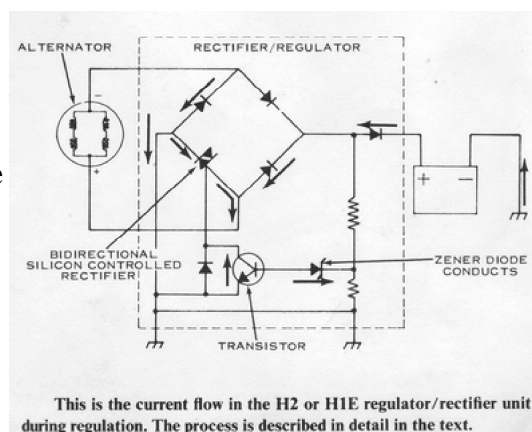 ALTERNATOR
RECTIFIER/REGULATOR
−
+
e
+ −
BIDIRECTIONAL
SILICON CONTROLLED
RECTIFIER
ZENER DIODE
CONDUCTS
TRANSISTOR
This is the current flow in the H2 or H1E regulator/rectifier unit
during regulation. The process is described in detail in the text.